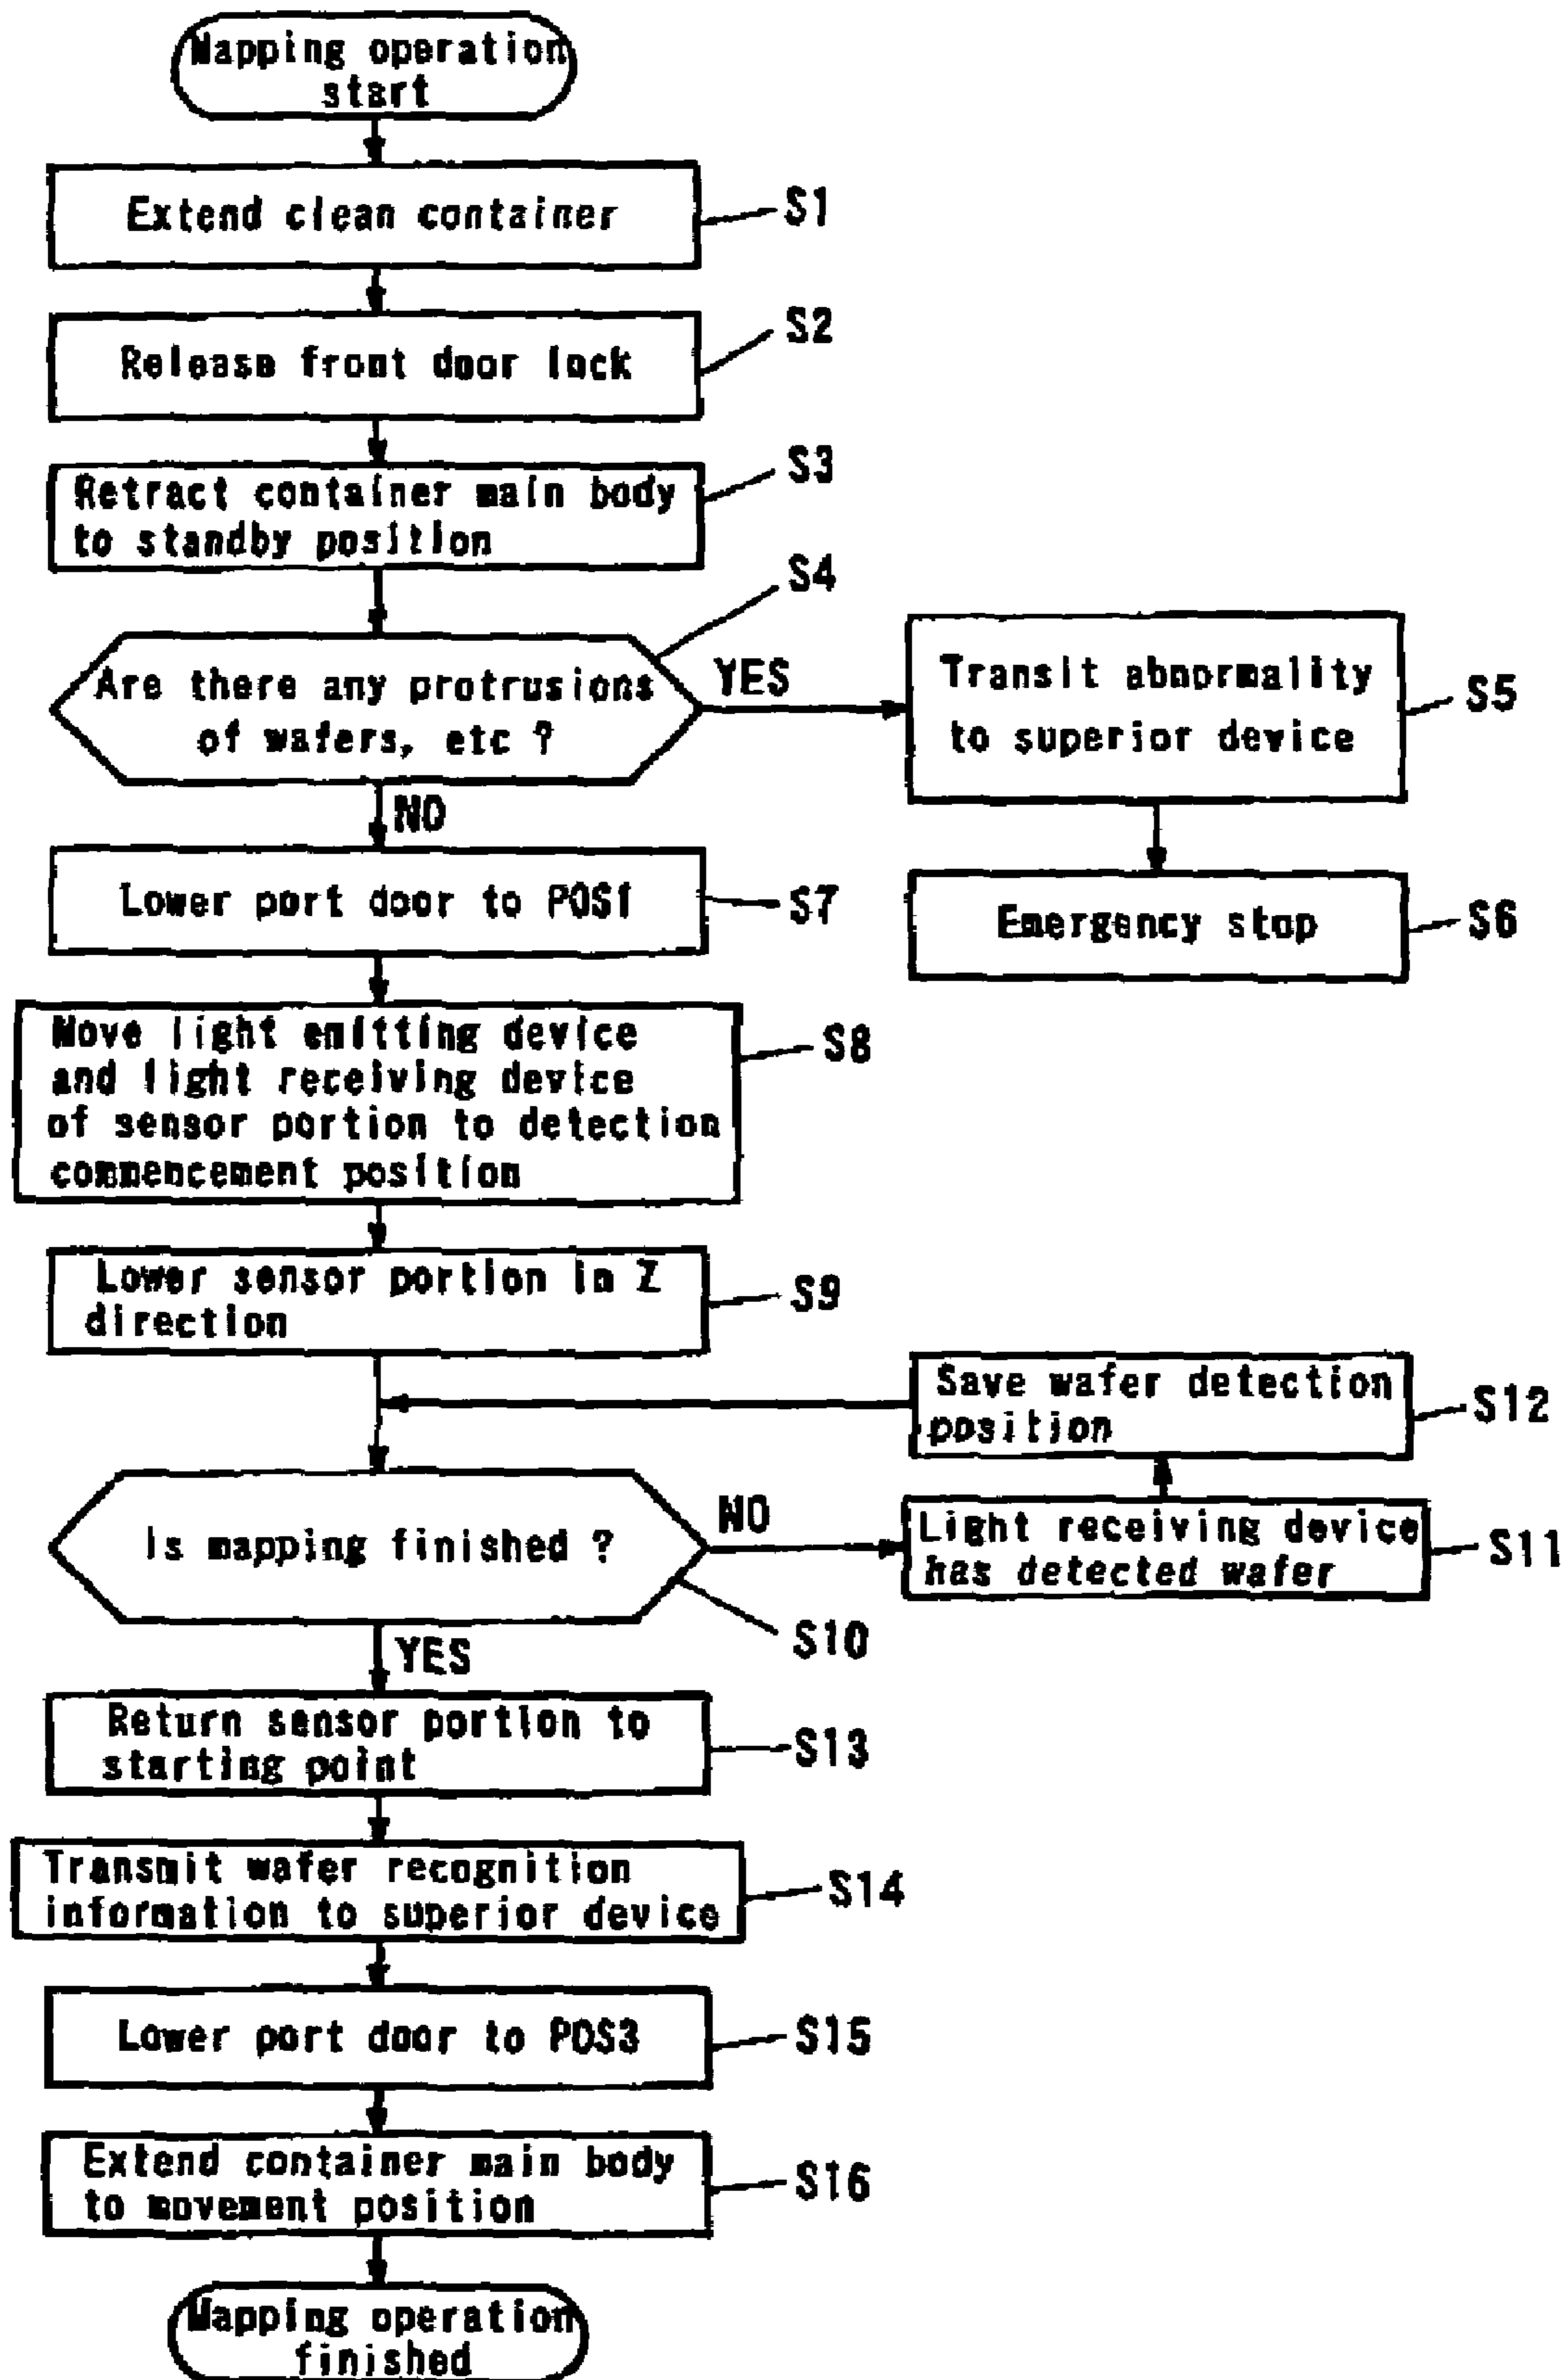 Mapping operation
start
Extend clean container
S1
Release front door lock
S2
Retract container main body
to standby position
S3
Are there any protrusions
of wafers, etc ?
S4
YES
Transit abnormality
to superior device
S5
NO
Emergency stop
S6
Lower port door to POS1
S7
Move light emitting device
and light receiving device
of sensor portion to detection
commencement position
S8
Lower sensor portion in Z
direction
S9
Save wafer detection
position
S12
Is mapping finished ?
S10
NO
Light receiving device
has detected wafer
S11
YES
Return sensor portion to
starting point
S13
Transmit wafer recognition
information to superior device
S14
Lower port door to POS3
S15
Extend container main body
to movement position
S16
Mapping operation
finished